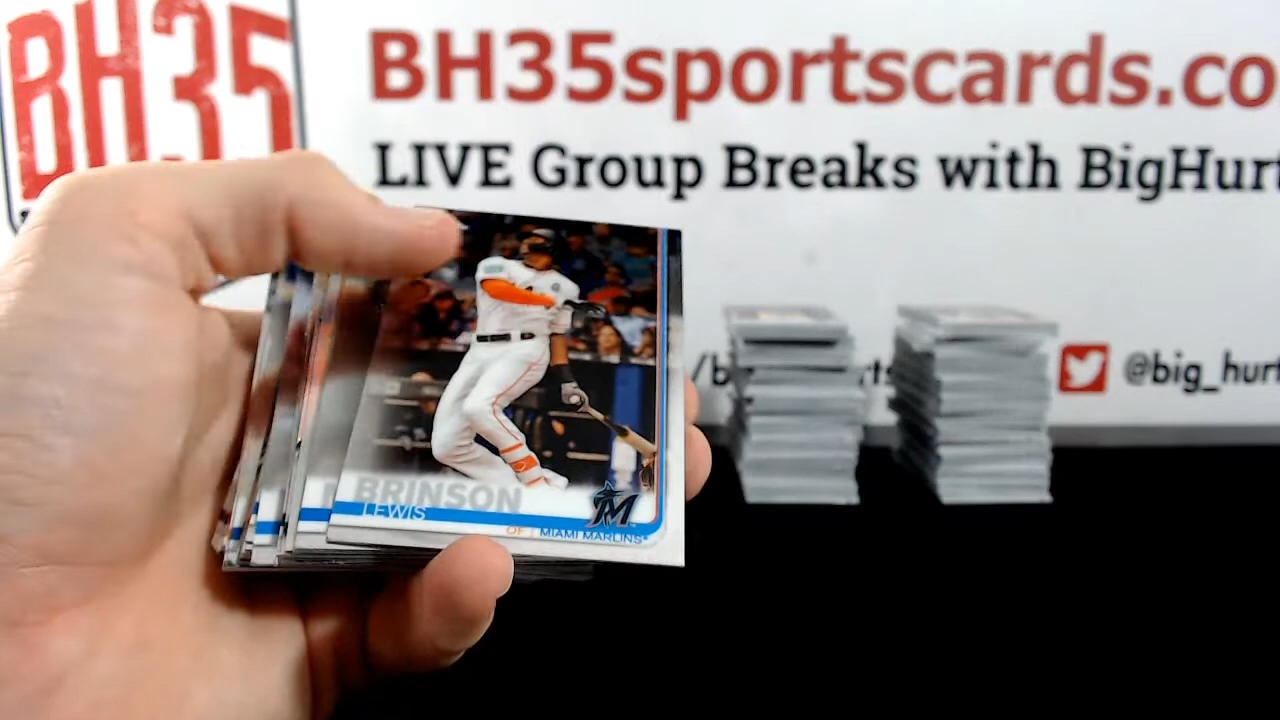 BH35
BH35sportscards.co
LIVE Group Breaks with BigHurt
@big_hurt
BRINSON
LEWIS
OF | MIAMI MARLINS
M